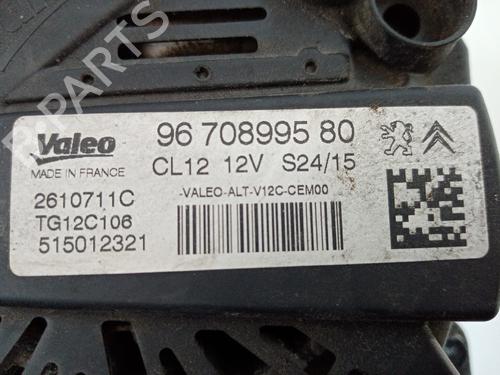 Valeo
MADE IN FRANCE
96 708995 80
CL12 12V S24/15
-VALEO-ALT-V12C-CEM00
2610711C
TG12C106
515012321